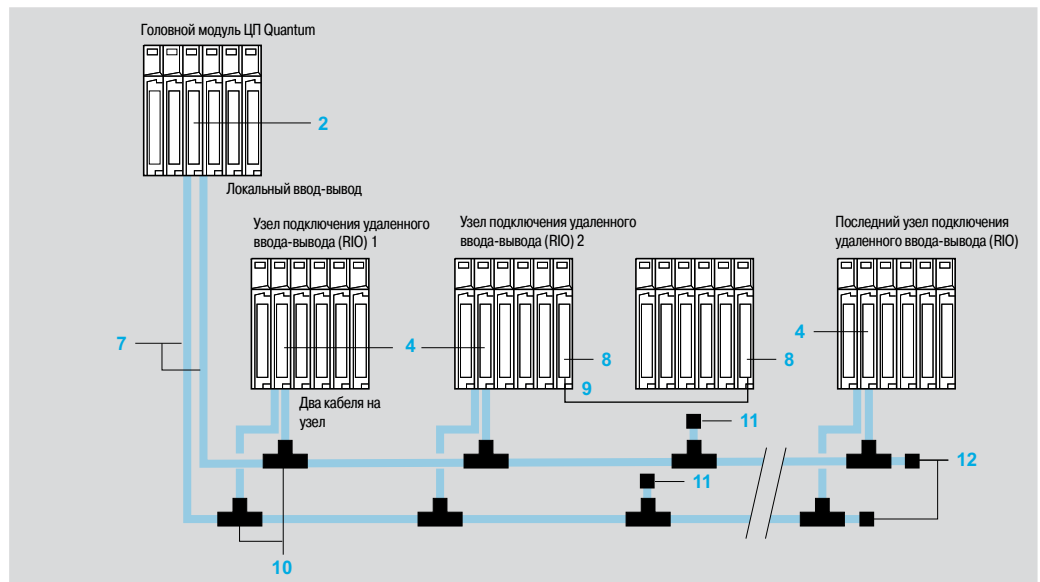 Головной модуль ЦП Quantum
2
Локальный ввод-вывод
Узел подключения удаленного
ввода-вывода (RIO) 1
Узел подключения удаленного
ввода-вывода (RIO) 2
Последний узел подключения
удаленного ввода-вывода (RIO)
7
4
8
8
4
9
Два кабеля на
узел
11
12
11
10